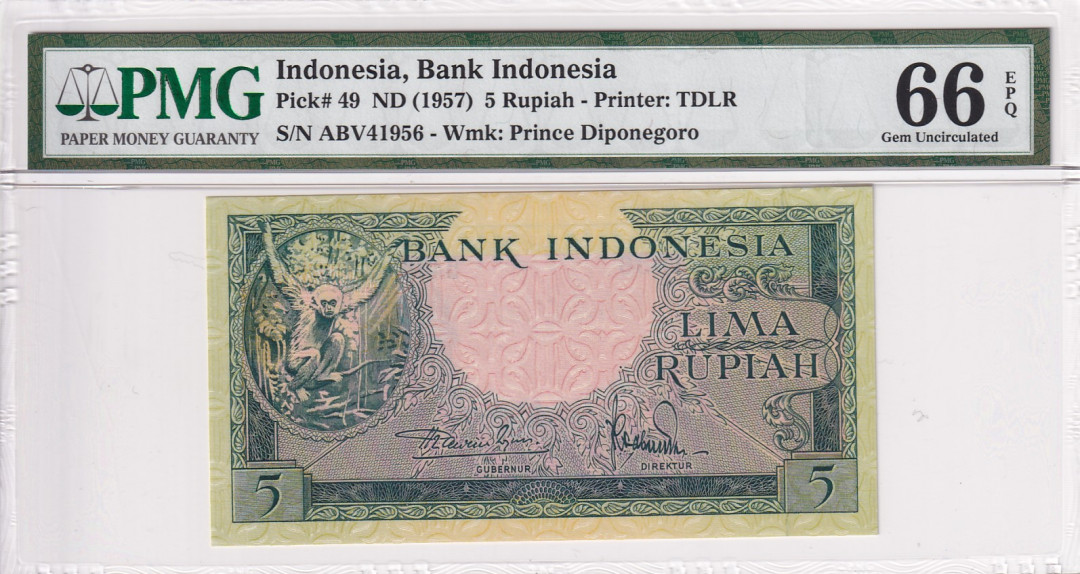 PMG
PAPER MONEY GUARANTY
Indonesia, Bank Indonesia
Pick# 49 ND (1957) 5 Rupiah - Printer: TDLR
S/N ABV41956 - Wmk: Prince Diponegoro
66
EPQ
Gem Uncirculated
BANK INDONESIA
LIMA
RUPIAH
GUBERNUR
DIREKTUR
5
5